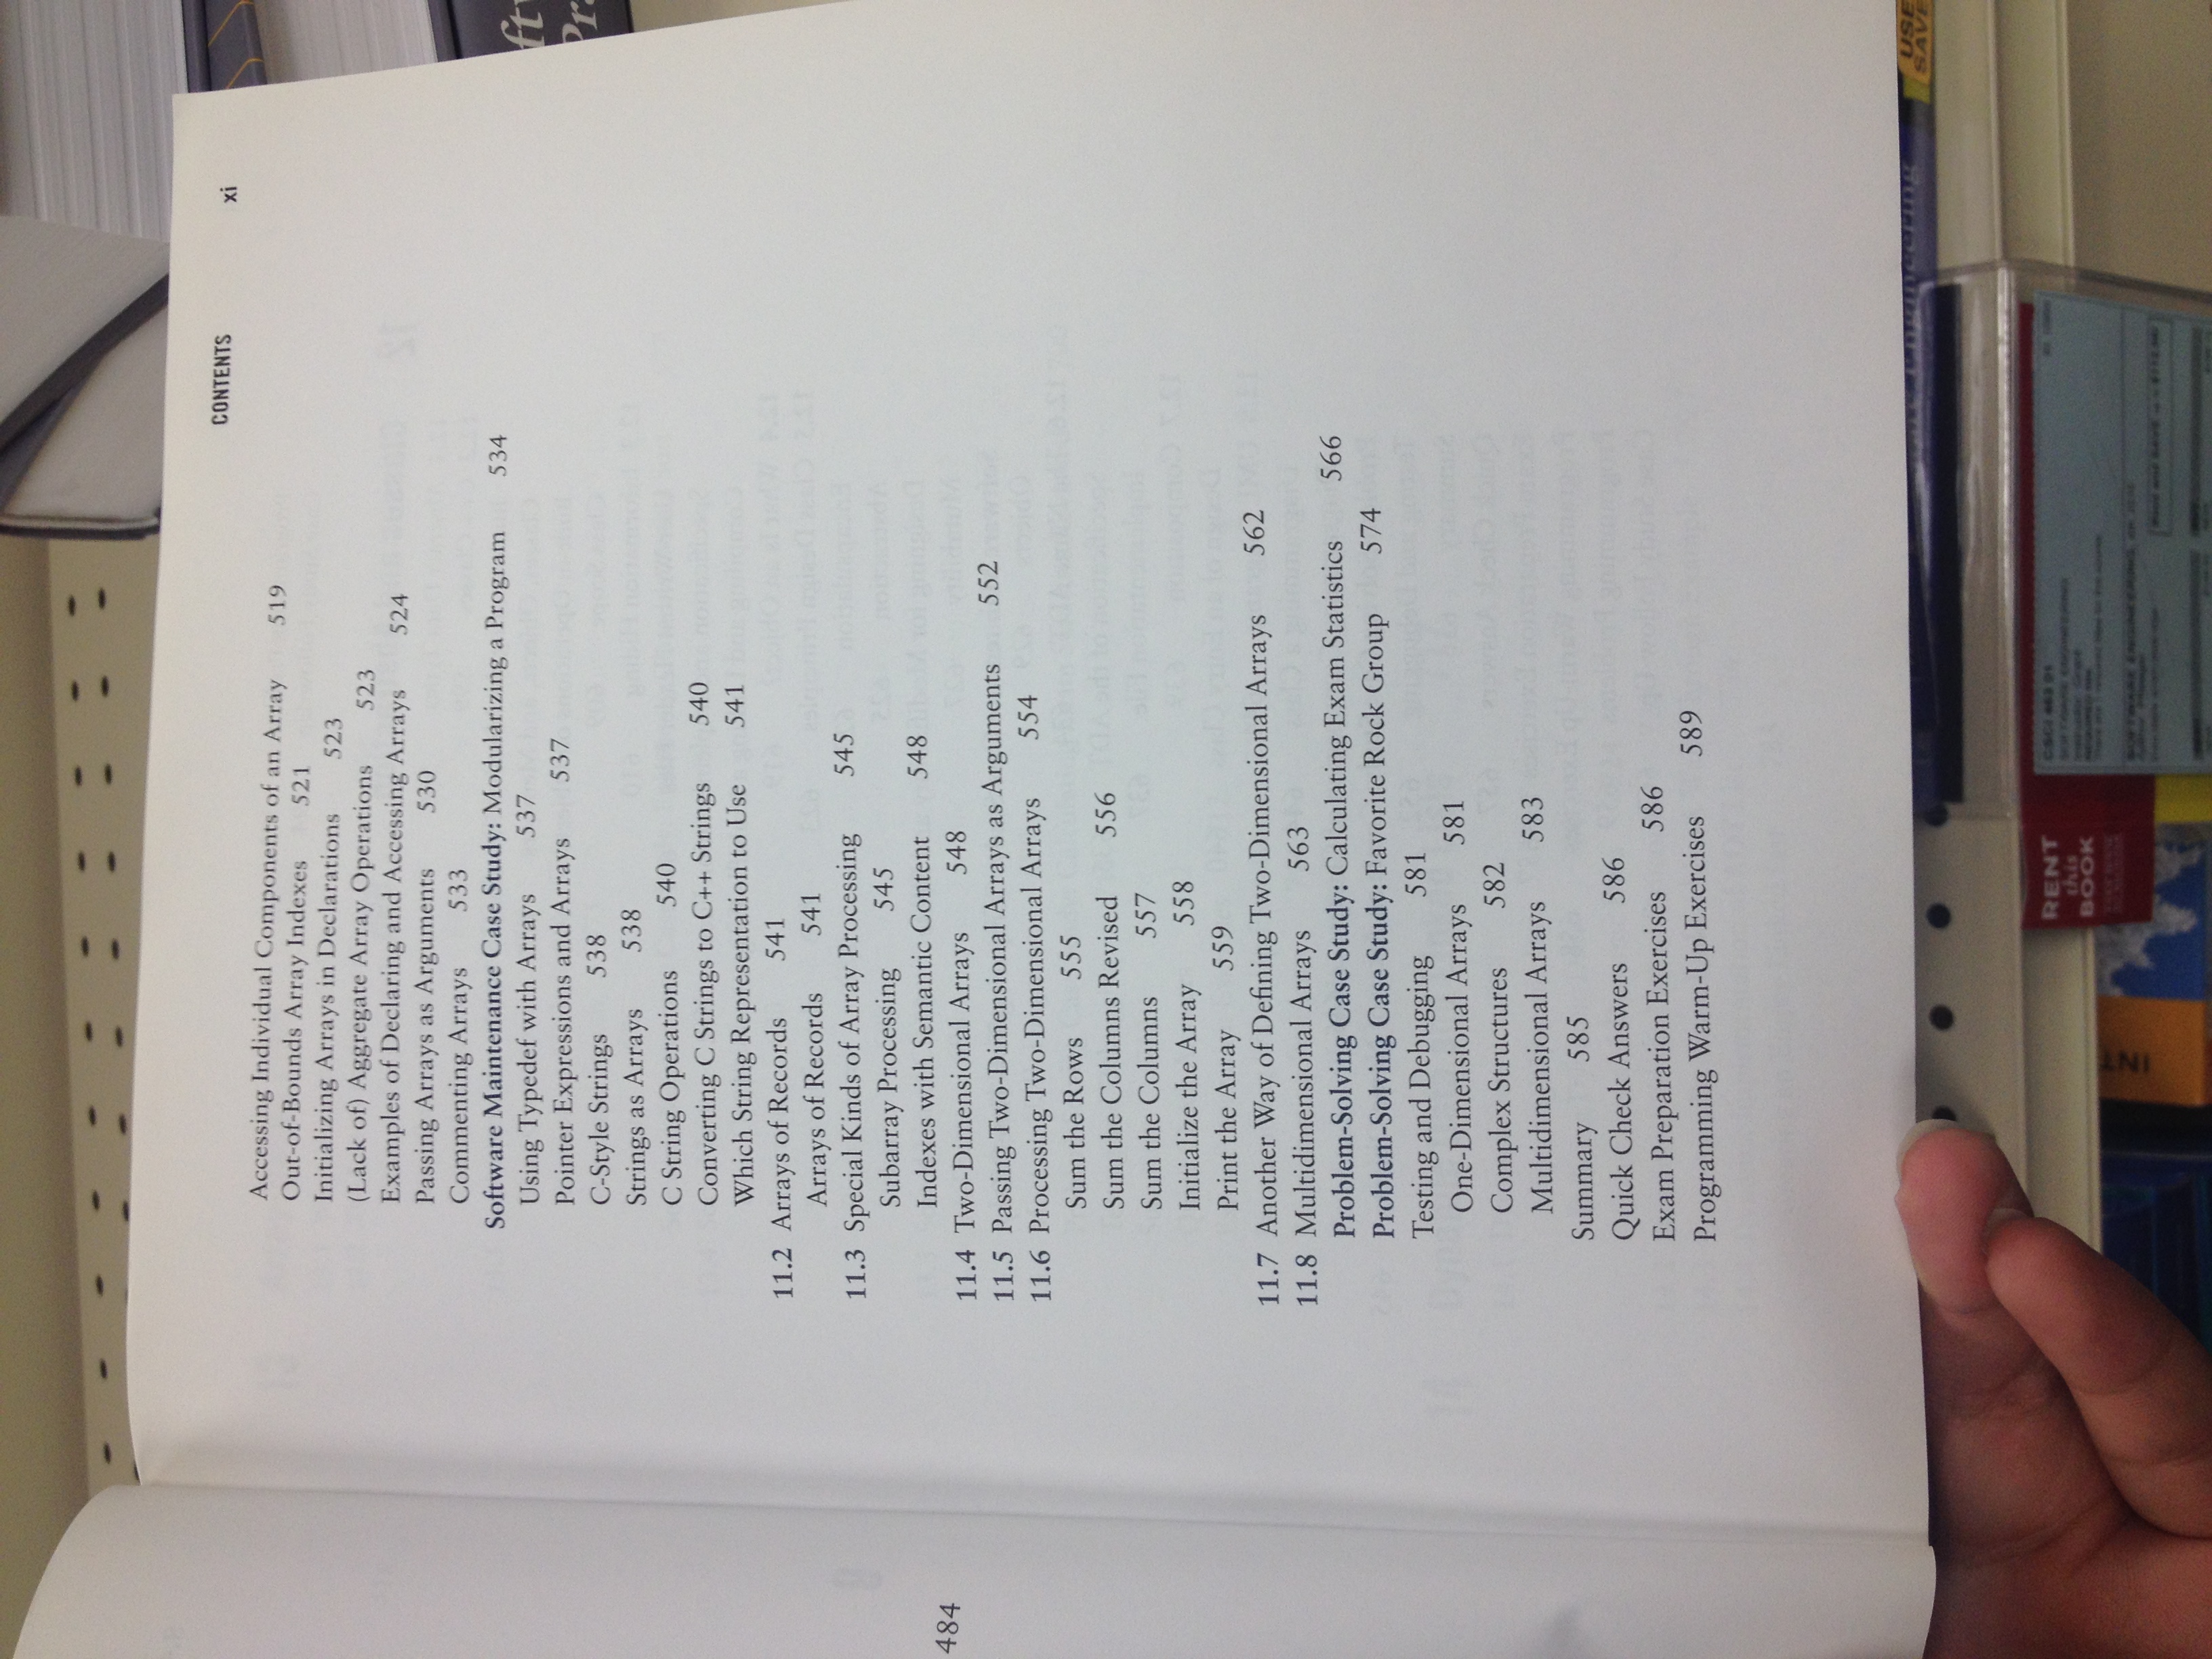 CONTENTS xi
Accessing Individual Components of an Array 519
Out-of-Bounds Array Indexes 521
Initializing Arrays in Declarations 523
(Lack of) Aggregate Array Operations 523
Examples of Declaring and Accessing Arrays 524
Passing Arrays as Arguments 530
Commenting Arrays 533
Software Maintenance Case Study: Modularizing a Program 534
Using Typedef with Arrays 537
Pointer Expressions and Arrays 537
C-Style Strings 538
Strings as Arrays 538
C String Operations 540
Converting C Strings to C++ Strings 540
Which String Representation to Use 541
11.2 Arrays of Records 541
Arrays of Records 541
11.3 Special Kinds of Array Processing 545
Subarray Processing 545
Indexes with Semantic Content 548
11.4 Two-Dimensional Arrays 548
11.5 Passing Two-Dimensional Arrays as Arguments 552
11.6 Processing Two-Dimensional Arrays 554
Sum the Rows 555
Sum the Columns Revised 556
Sum the Columns 557
Initialize the Array 558
Print the Array 559
11.7 Another Way of Defining Two-Dimensional Arrays 562
11.8 Multidimensional Arrays 563
Problem-Solving Case Study: Calculating Exam Statistics 566
Problem-Solving Case Study: Favorite Rock Group 574
Testing and Debugging 581
One-Dimensional Arrays 581
Complex Structures 582
Multidimensional Arrays 583
Summary 585
Quick Check Answers 586
Exam Preparation Exercises 586
Programming Warm-Up Exercises 589
484
Engineering
USE
SAVE
RENT
this
BOOK
CSCI 463 01
SOFTWARE ENGINEERING
SOFTWARE ENGINEERING
INT